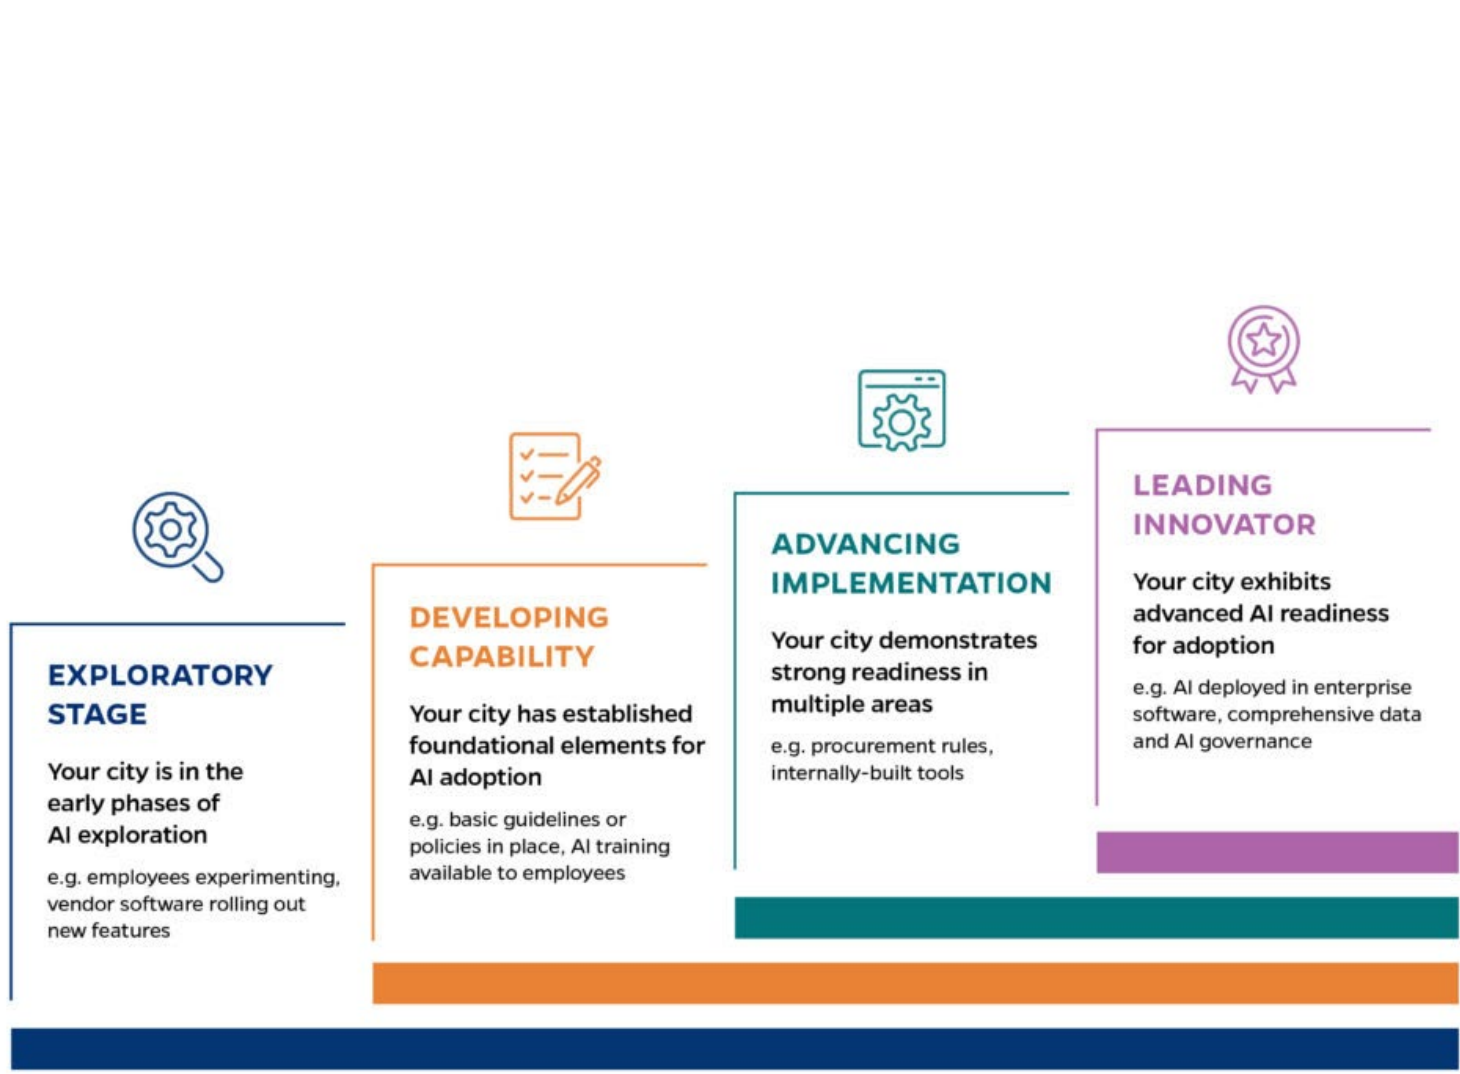 EXPLORATORY
STAGE
Your city is in the
early phases of
AI exploration
e.g. employees experimenting,
vendor software rolling out
new features
DEVELOPING
CAPABILITY
Your city has established
foundational elements for
AI adoption
e.g. basic guidelines or
policies in place, AI training
available to employees
ADVANCING
IMPLEMENTATION
Your city demonstrates
strong readiness in
multiple areas
e.g. procurement rules,
internally-built tools
LEADING
INNOVATOR
Your city exhibits
advanced AI readiness
for adoption
e.g. AI deployed in enterprise
software, comprehensive data
and AI governance